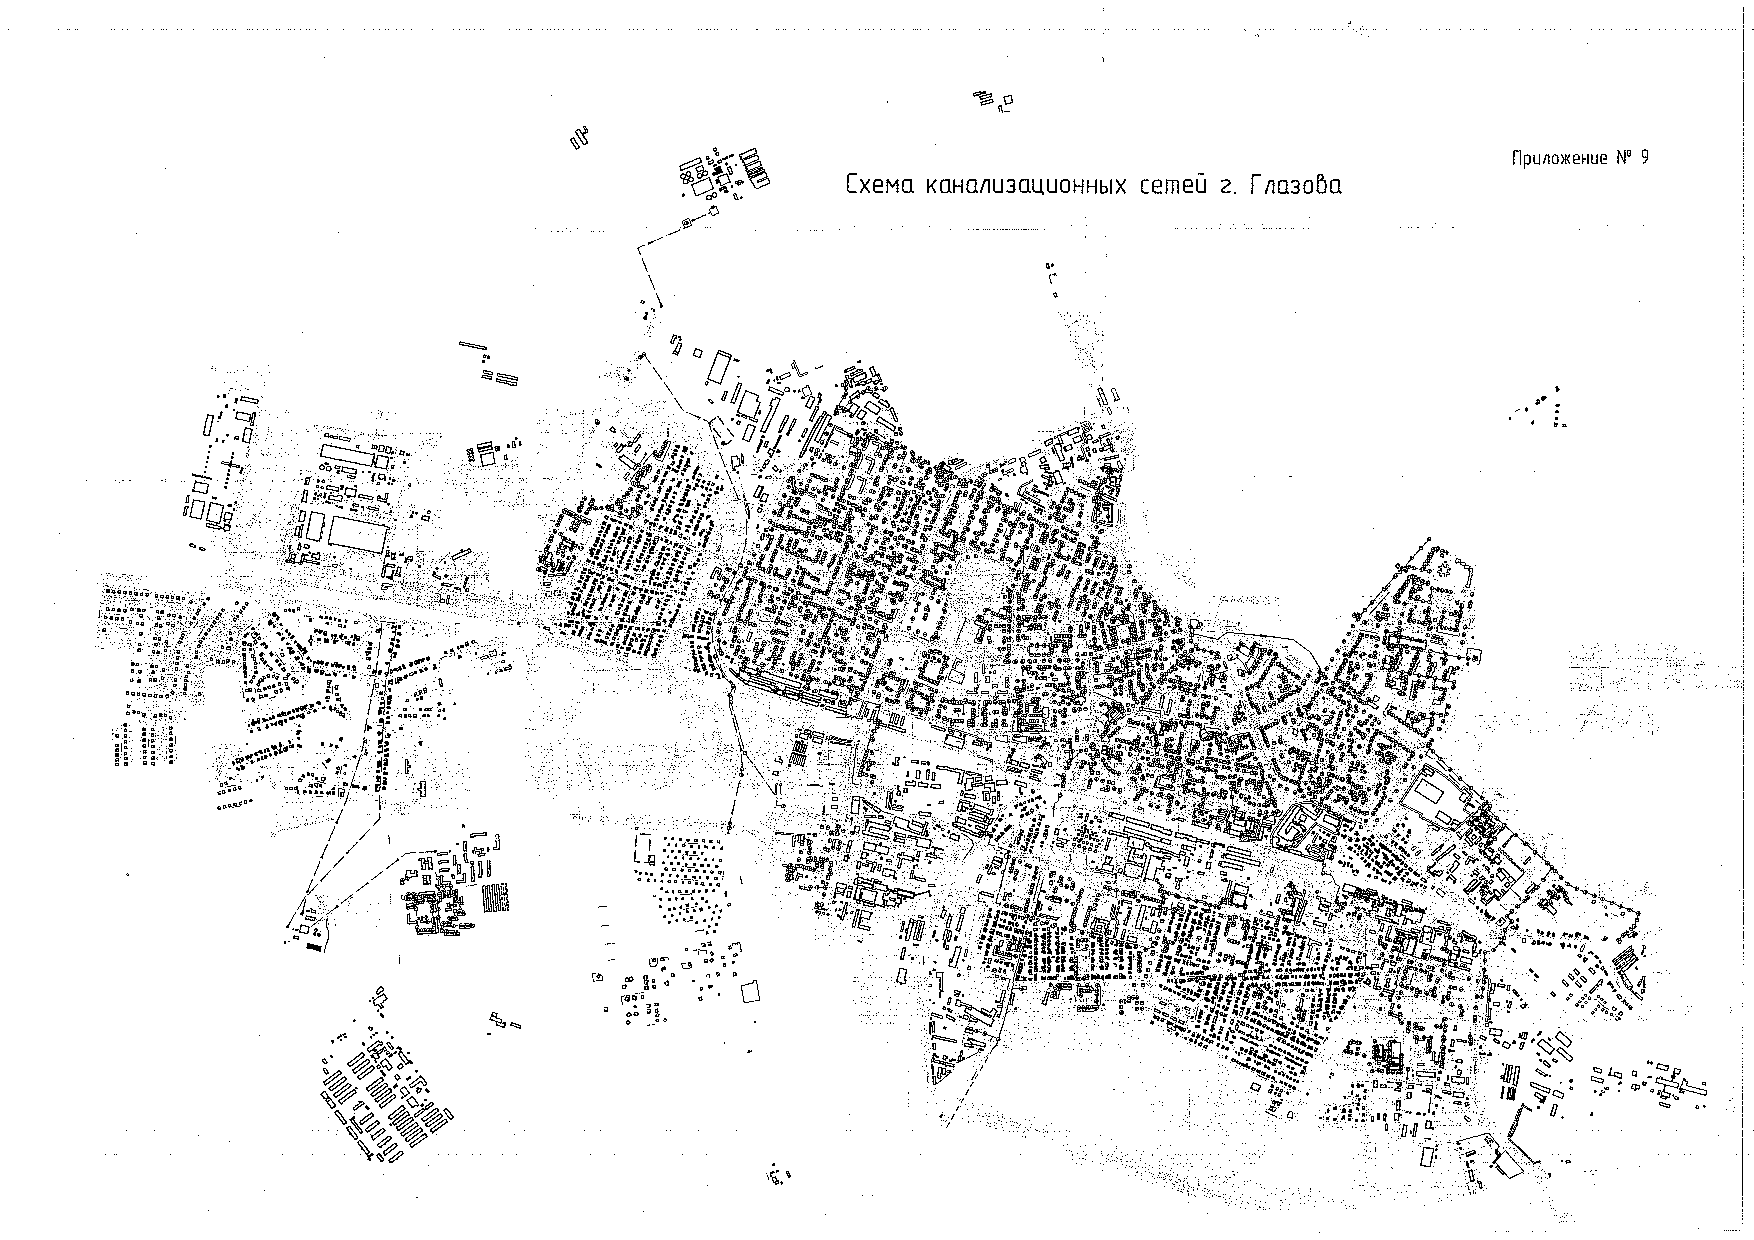 Приложение № 9
Схема канализационных сетей г. Глазова